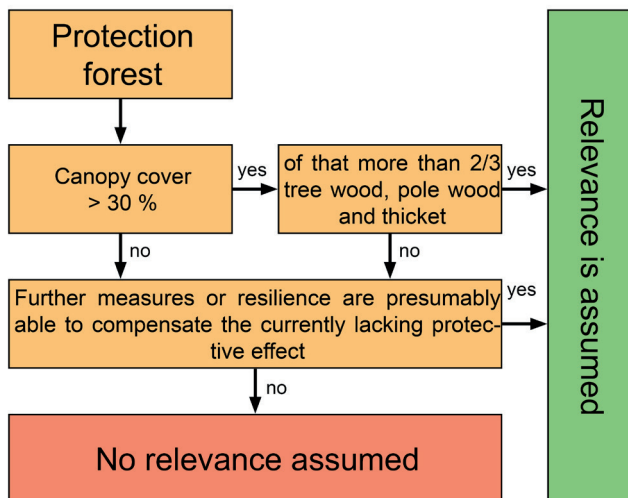 Protection
forest
Canopy cover
> 30 %
yes
of that more than 2/3
tree wood, pole wood
and thicket
yes
no
no
Further measures or resilience are presumably
able to compensate the currently lacking protec-
tive effect
yes
no
No relevance assumed
Relevance is assumed